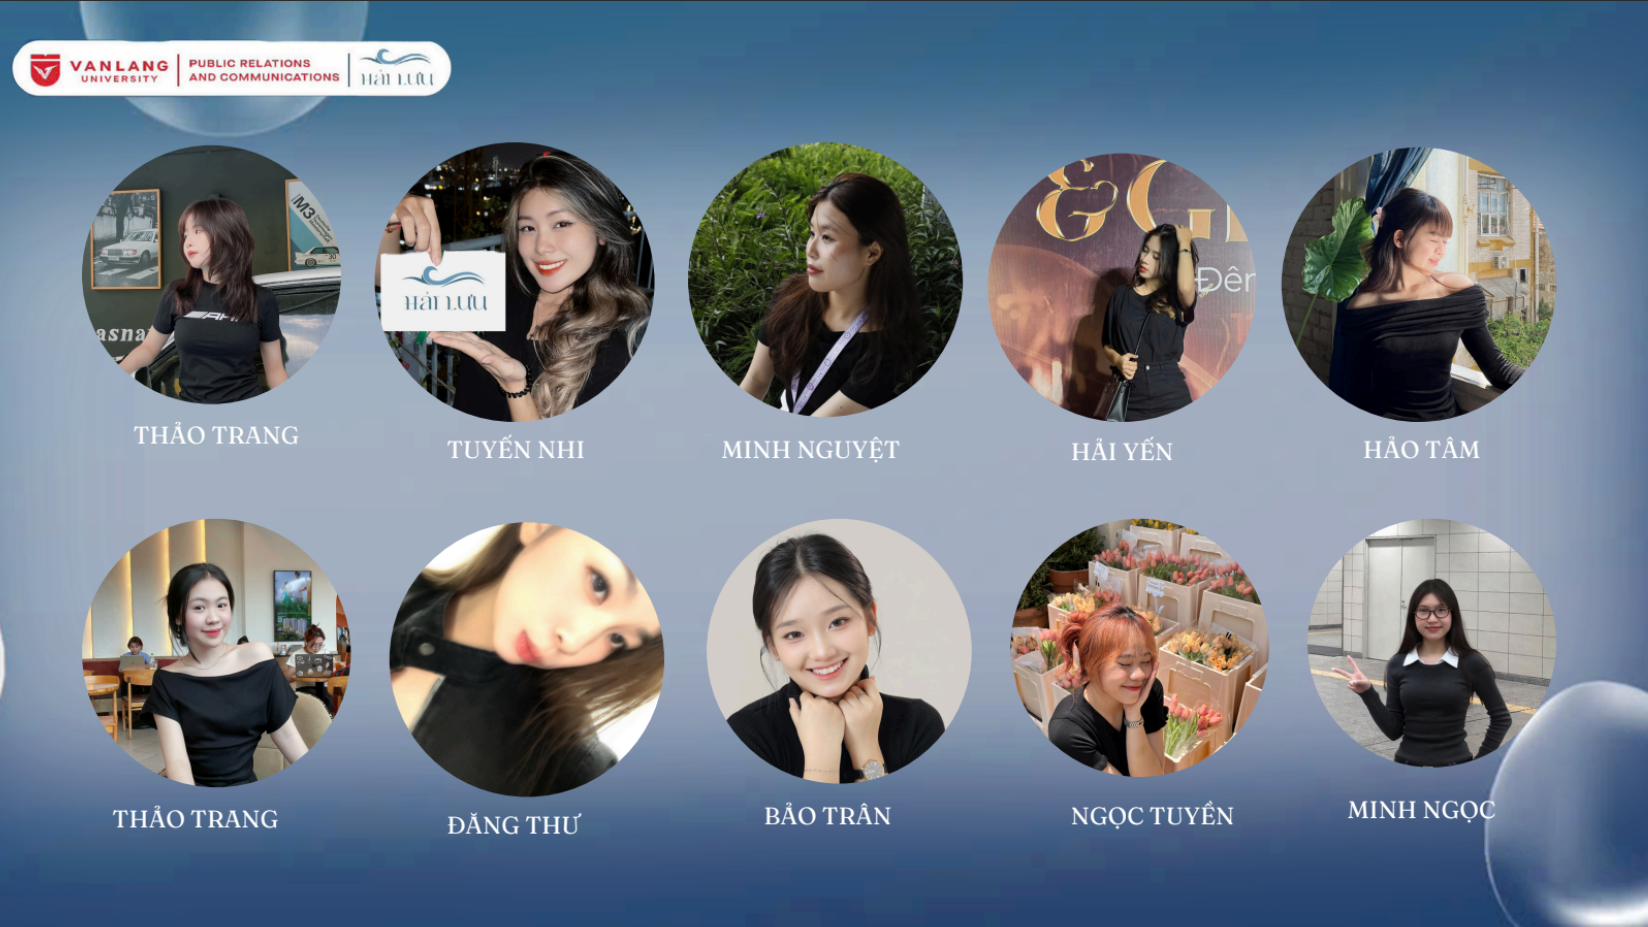 VANLANG
UNIVERSITY
PUBLIC RELATIONS
AND COMMUNICATIONS
HẢI LƯU
M3
30
asna
HẢI LƯU
&
Đêr
THẢO TRANG
TUYẾN NHI
MINH NGUYỆT
HẢI YẾN
HẢO TÂM
THẢO TRANG
ĐĂNG THƯ
BẢO TRÂN
NGỌC TUYỀN
MINH NGỌC